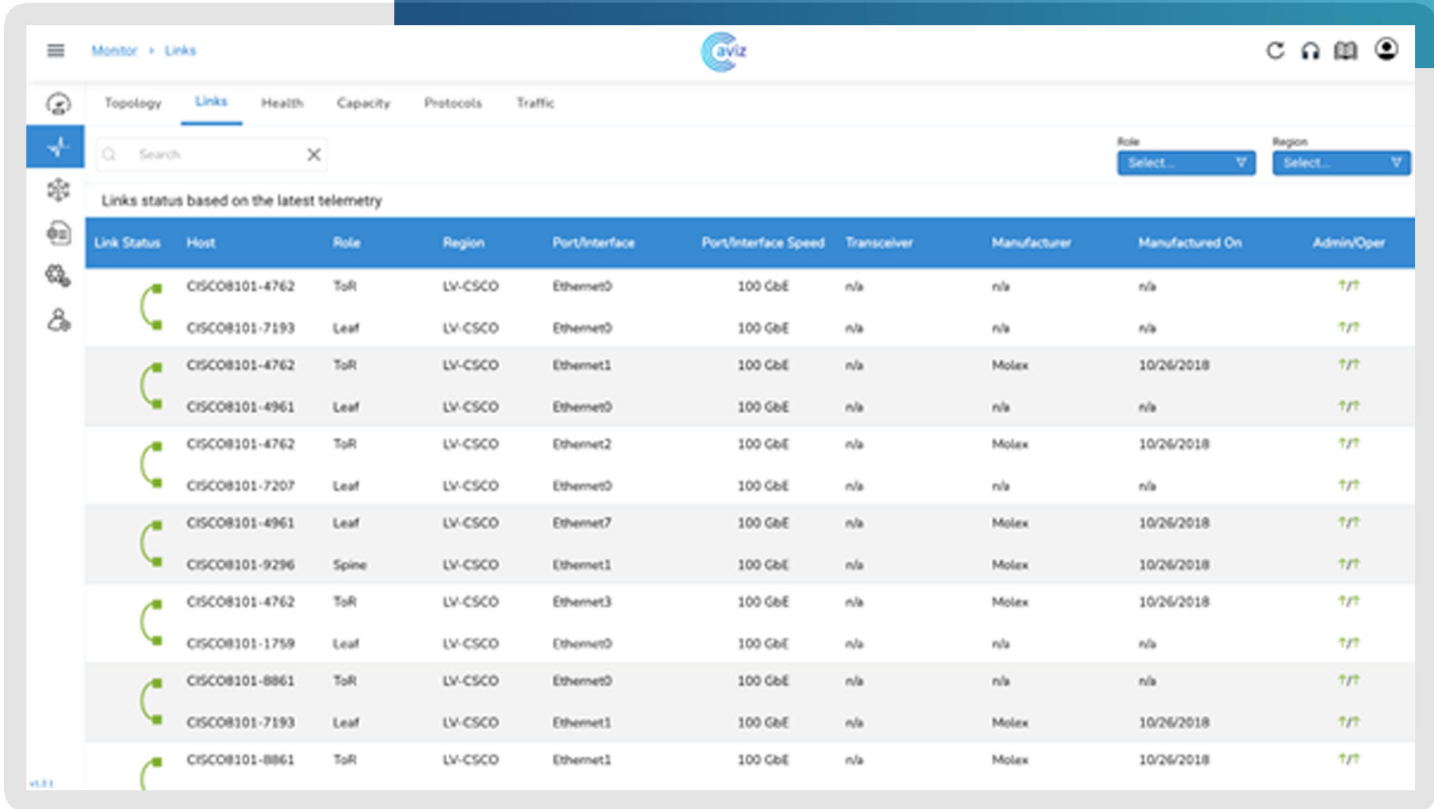 Monitor > Links
aviz
Topology Links Health Capacity Protocols Traffic
Search
Role
Select...
Region
Select...
Links status based on the latest telemetry
Link Status Host Role Region Port/Interface Port/Interface Speed Transceiver Manufacturer Manufactured On Admin/Oper
CISCO8101-4762 ToR LV-CSCO Ethernet0 100 GbE n/a n/a n/a ↑/↑
CISCO8101-7193 Leaf LV-CSCO Ethernet0 100 GbE n/a n/a n/a ↑/↑
CISCO8101-4762 ToR LV-CSCO Ethernet1 100 GbE n/a Molex 10/26/2018 ↑/↑
CISCO8101-4961 Leaf LV-CSCO Ethernet0 100 GbE n/a n/a n/a ↑/↑
CISCO8101-4762 ToR LV-CSCO Ethernet2 100 GbE n/a Molex 10/26/2018 ↑/↑
CISCO8101-7207 Leaf LV-CSCO Ethernet0 100 GbE n/a n/a n/a ↑/↑
CISCO8101-4961 Leaf LV-CSCO Ethernet7 100 GbE n/a Molex 10/26/2018 ↑/↑
CISCO8101-9296 Spine LV-CSCO Ethernet1 100 GbE n/a Molex 10/26/2018 ↑/↑
CISCO8101-4762 ToR LV-CSCO Ethernet3 100 GbE n/a Molex 10/26/2018 ↑/↑
CISCO8101-1759 Leaf LV-CSCO Ethernet0 100 GbE n/a n/a n/a ↑/↑
CISCO8101-8861 ToR LV-CSCO Ethernet0 100 GbE n/a n/a n/a ↑/↑
CISCO8101-7193 Leaf LV-CSCO Ethernet1 100 GbE n/a Molex 10/26/2018 ↑/↑
CISCO8101-8861 ToR LV-CSCO Ethernet1 100 GbE n/a Molex 10/26/2018 ↑/↑